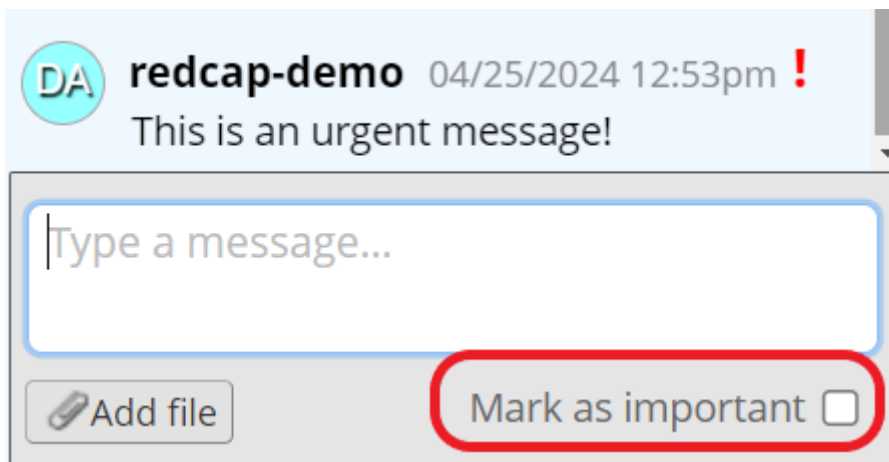 DA redcap-demo 04/25/2024 12:53pm !
This is an urgent message!
Type a message...
Add file Mark as important